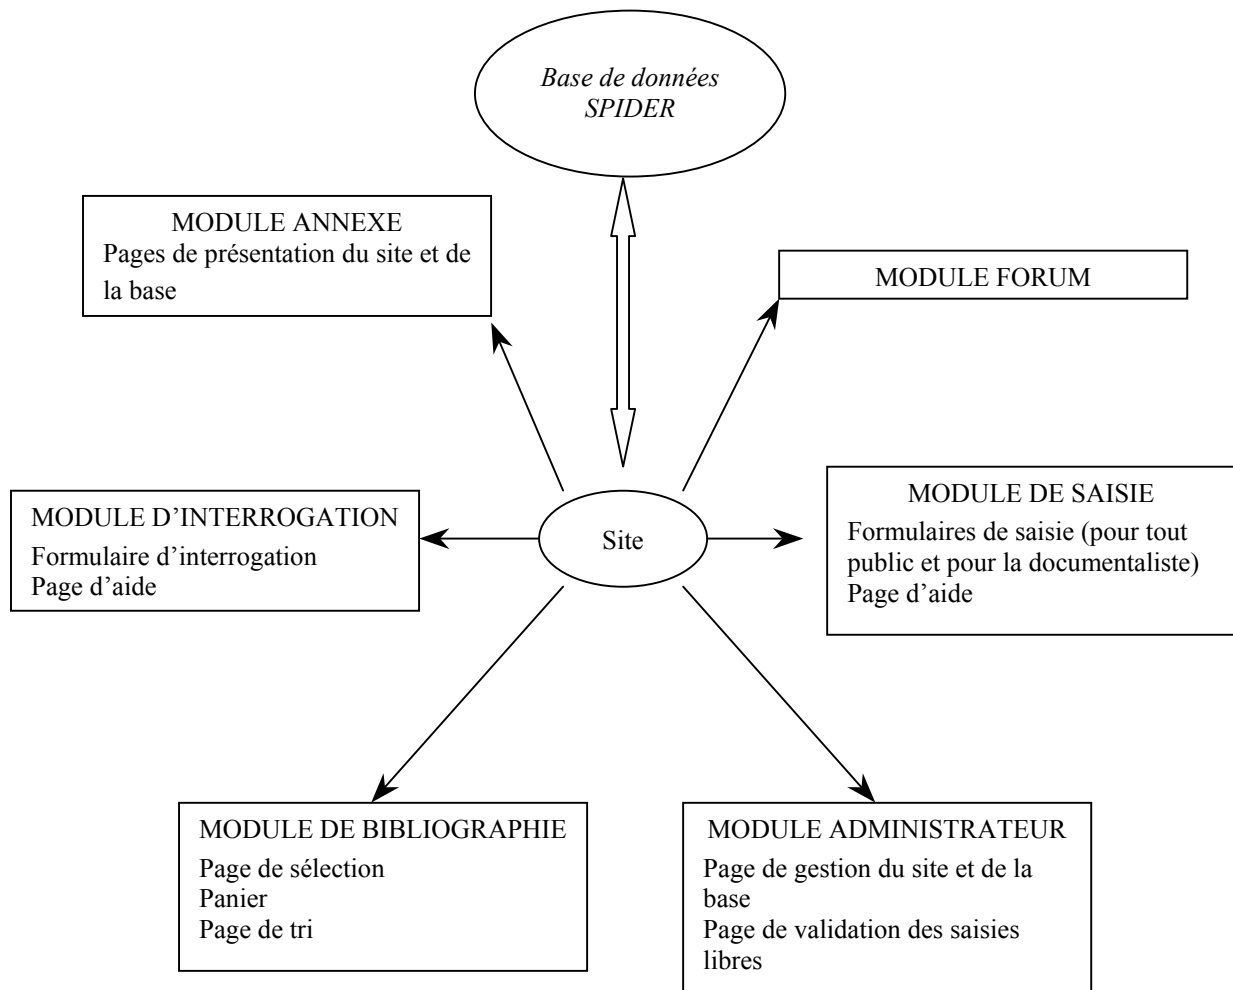 Base de données
SPIDER
MODULE ANNEXE
Pages de présentation du site et de
la base
MODULE FORUM
MODULE D’INTERROGATION
Formulaire d’interrogation
Page d’aide
Site
MODULE DE SAISIE
Formulaires de saisie (pour tout
public et pour la documentaliste)
Page d’aide
MODULE DE BIBLIOGRAPHIE
Page de sélection
Panier
Page de tri
MODULE ADMINISTRATEUR
Page de gestion du site et de la
base
Page de validation des saisies
libres